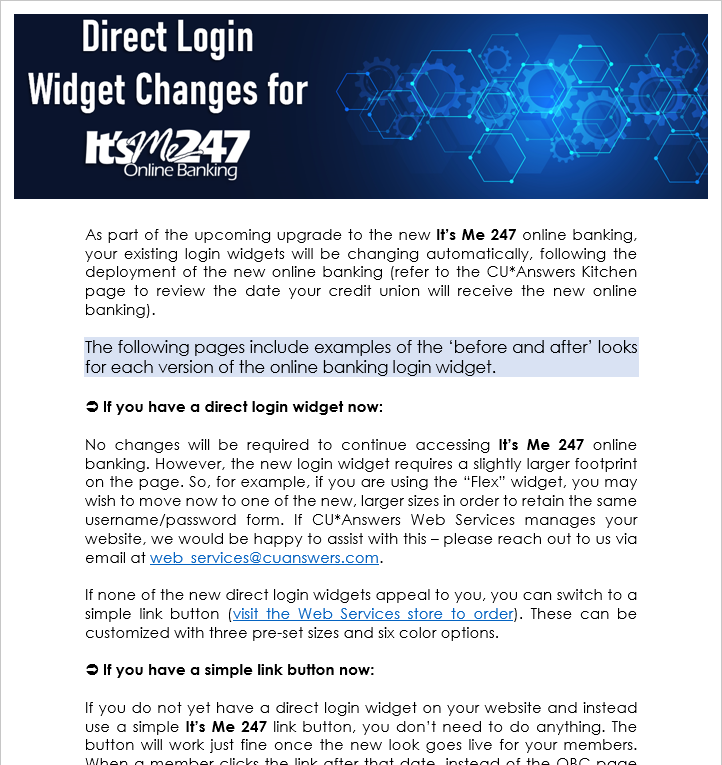 Direct Login
Widget Changes for
It's Me 247
Online Banking
As part of the upcoming upgrade to the new It's Me 247 online banking,
your existing login widgets will be changing automatically, following the
deployment of the new online banking (refer to the CU*Answers Kitchen
page to review the date your credit union will receive the new online
banking).
The following pages include examples of the ‘before and after’ looks
for each version of the online banking login widget.
➲ If you have a direct login widget now:
No changes will be required to continue accessing It's Me 247 online
banking. However, the new login widget requires a slightly larger footprint
on the page. So, for example, if you are using the “Flex” widget, you may
wish to move now to one of the new, larger sizes in order to retain the same
username/password form. If CU*Answers Web Services manages your
website, we would be happy to assist with this – please reach out to us via
email at web_services@cuanswers.com.
If none of the new direct login widgets appeal to you, you can switch to a
simple link button (visit the Web Services store to order). These can be
customized with three pre-set sizes and six color options.
➲ If you have a simple link button now:
If you do not yet have a direct login widget on your website and instead
use a simple It's Me 247 link button, you don't need to do anything. The
button will work just fine once the new look goes live for your members.
When a member clicks the link after that date, instead of the OBC page